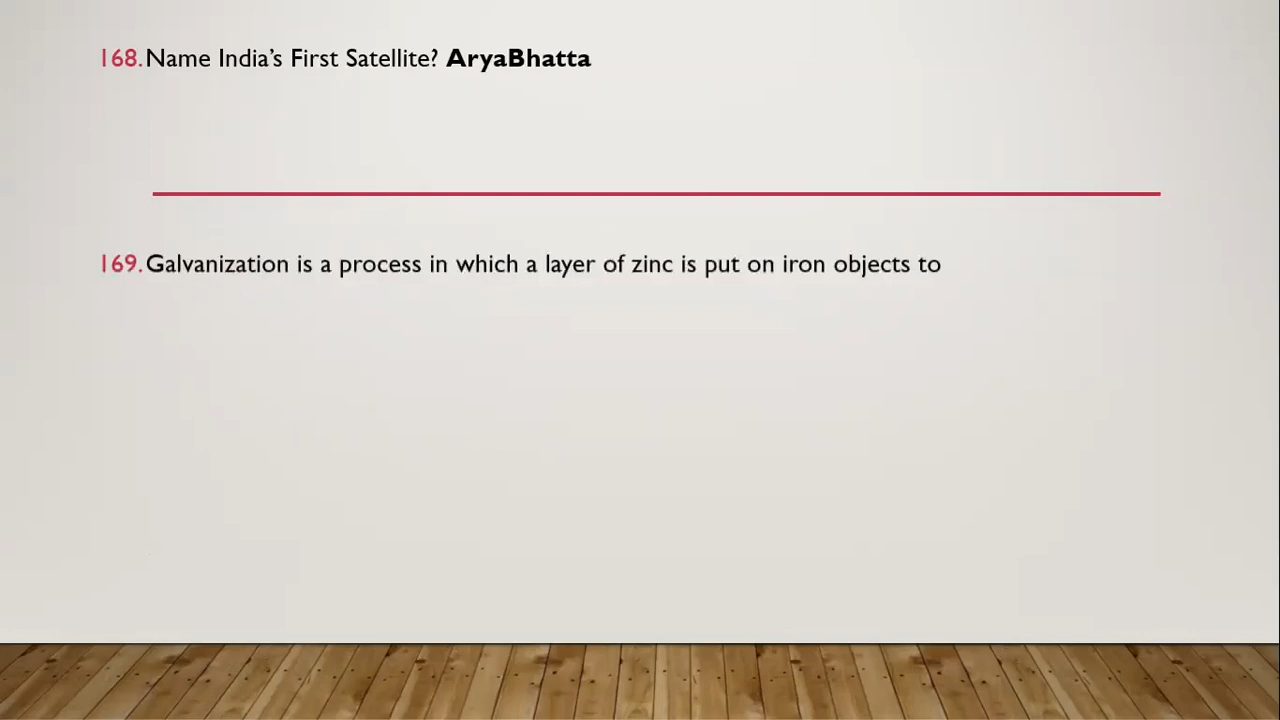 168. Name India’s First Satellite? AryaBhatta
169. Galvanization is a process in which a layer of zinc is put on iron objects to